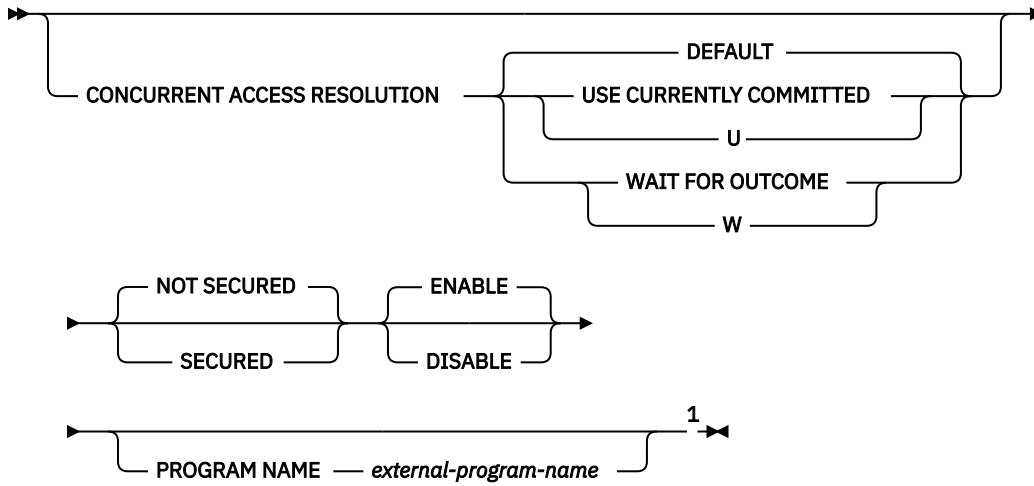 DEFAULT
CONCURRENT ACCESS RESOLUTION
USE CURRENTLY COMMITTED
U
WAIT FOR OUTCOME
W
NOT SECURED
ENABLE
SECURED
DISABLE
1
PROGRAM NAME external-program-name